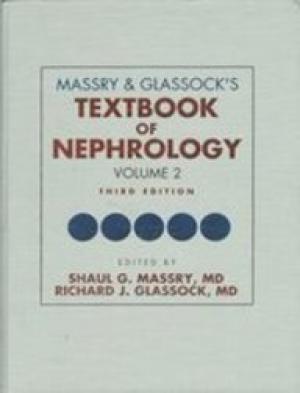 MASSRY & GLASSOCK'S
TEXTBOOK
OF
NEPHROLOGY
VOLUME 2
THIRD EDITION
EDITED BY
SHAUL G. MASSRY, MD
RICHARD J. GLASSOCK, MD